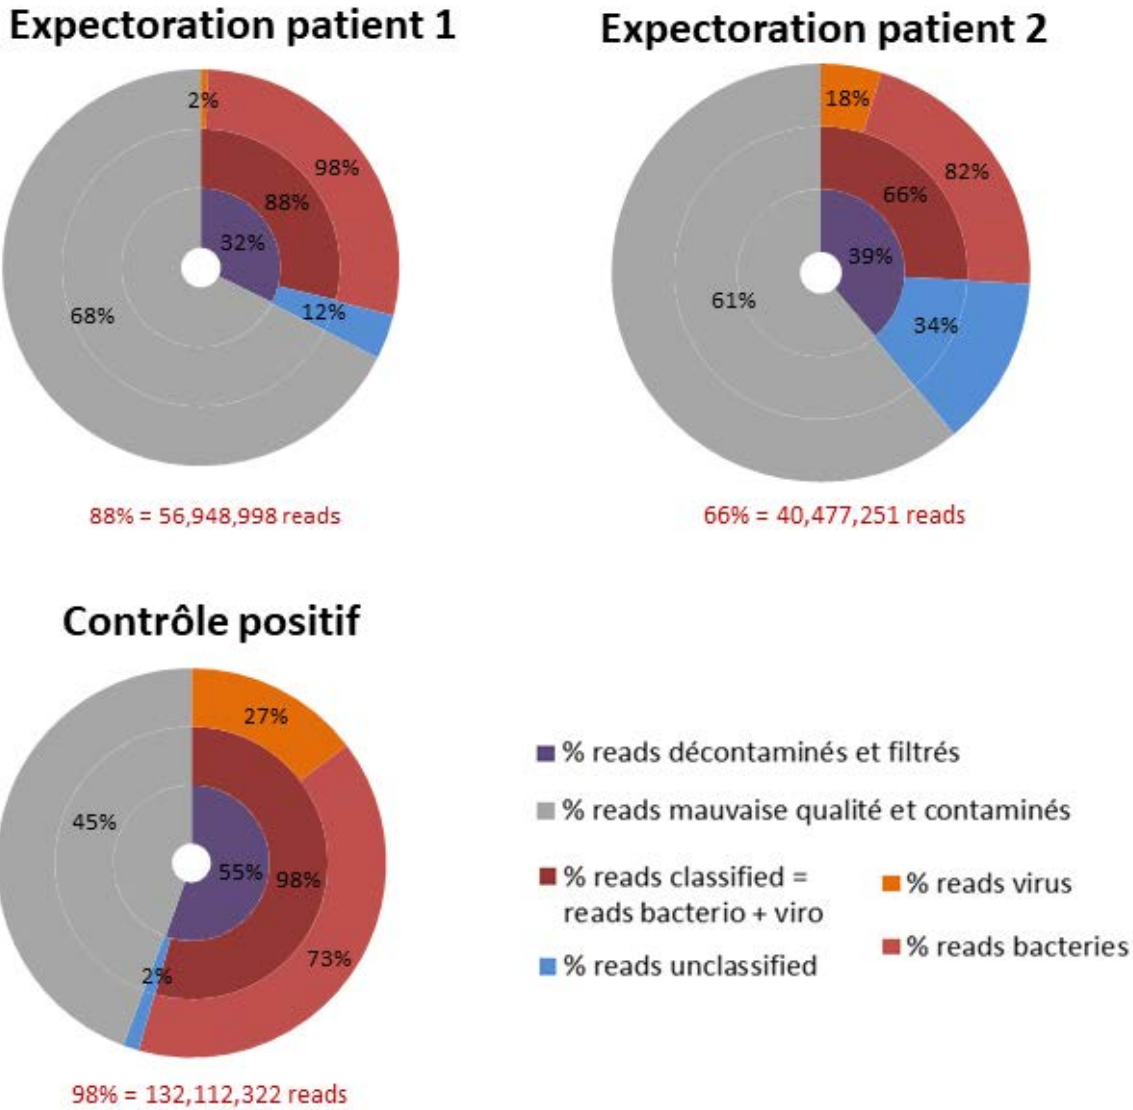 Expectoration patient 1
2%
98%
88%
32%
12%
68%
88% = 56,948,998 reads
Expectoration patient 2
18%
82%
66%
39%
61%
34%
66% = 40,477,251 reads
Contrôle positif
27%
45%
55%
98%
73%
2%
98% = 132,112,322 reads
% reads décontaminés et filtrés
% reads mauvaise qualité et contaminés
% reads classified =
reads bacterio + viro
% reads unclassified
% reads virus
% reads bacteries